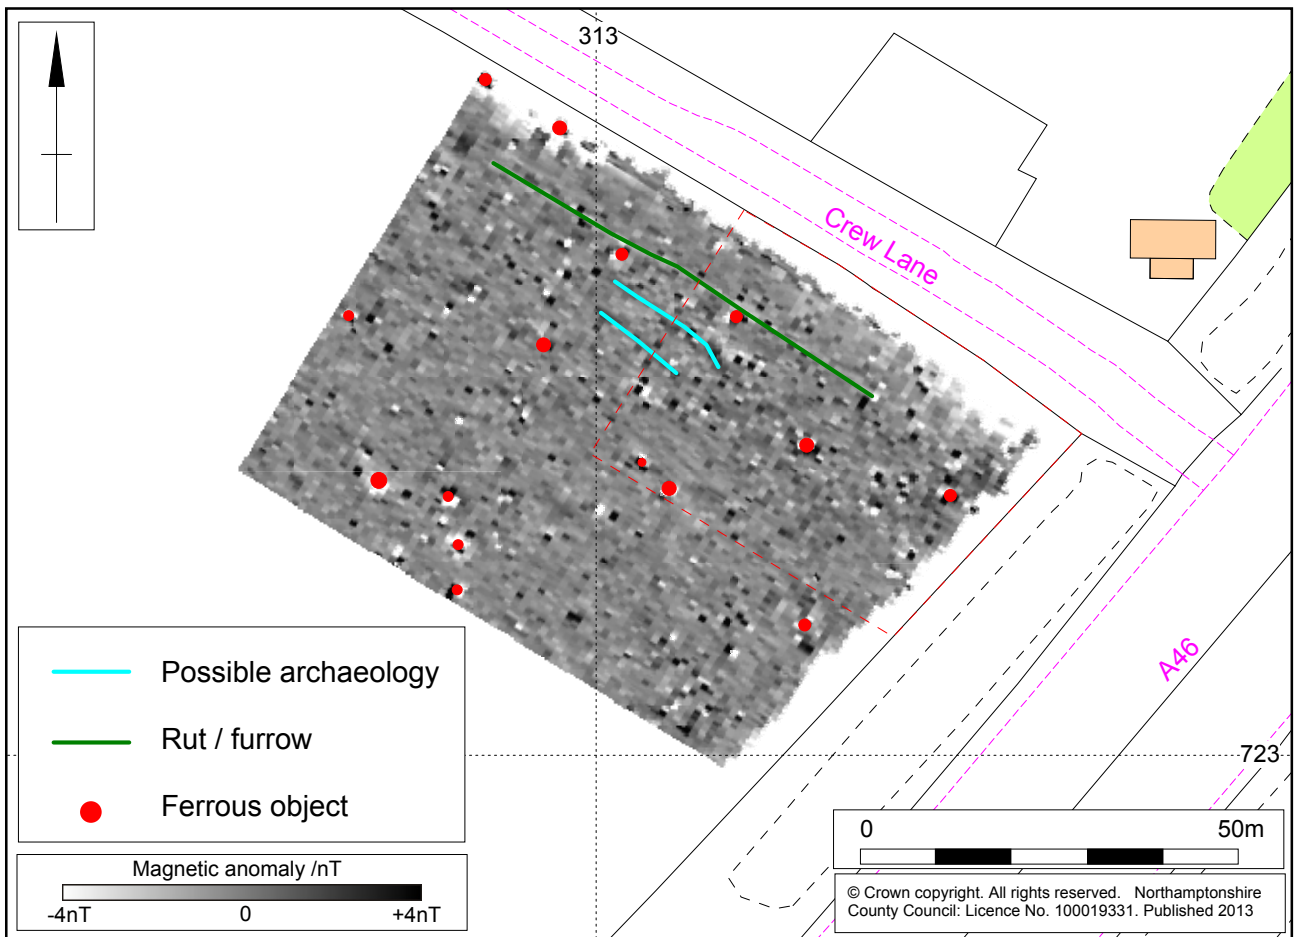 313
Crew Lane
A46
723
Possible archaeology
Rut / furrow
Ferrous object
Magnetic anomaly /nT
-4nT 0 +4nT
0 50m
© Crown copyright. All rights reserved. Northamptonshire
County Council: Licence No. 100019331. Published 2013